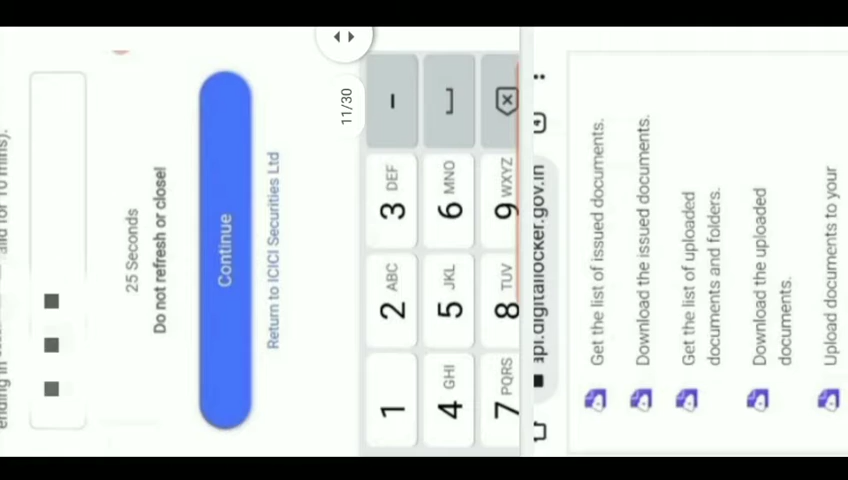 25 Seconds
Do not refresh or close!
Continue
Return to ICICI Securities Ltd
11/30
1
2 ABC
3 DEF
-
4 GHI
5 JKL
6 MNO
7 PQRS
8 TUV
9 WXYZ
api.digitallocker.gov.in
Get the list of issued documents.
Download the issued documents.
Get the list of uploaded
documents and folders.
Download the uploaded
documents.
Upload documents to your